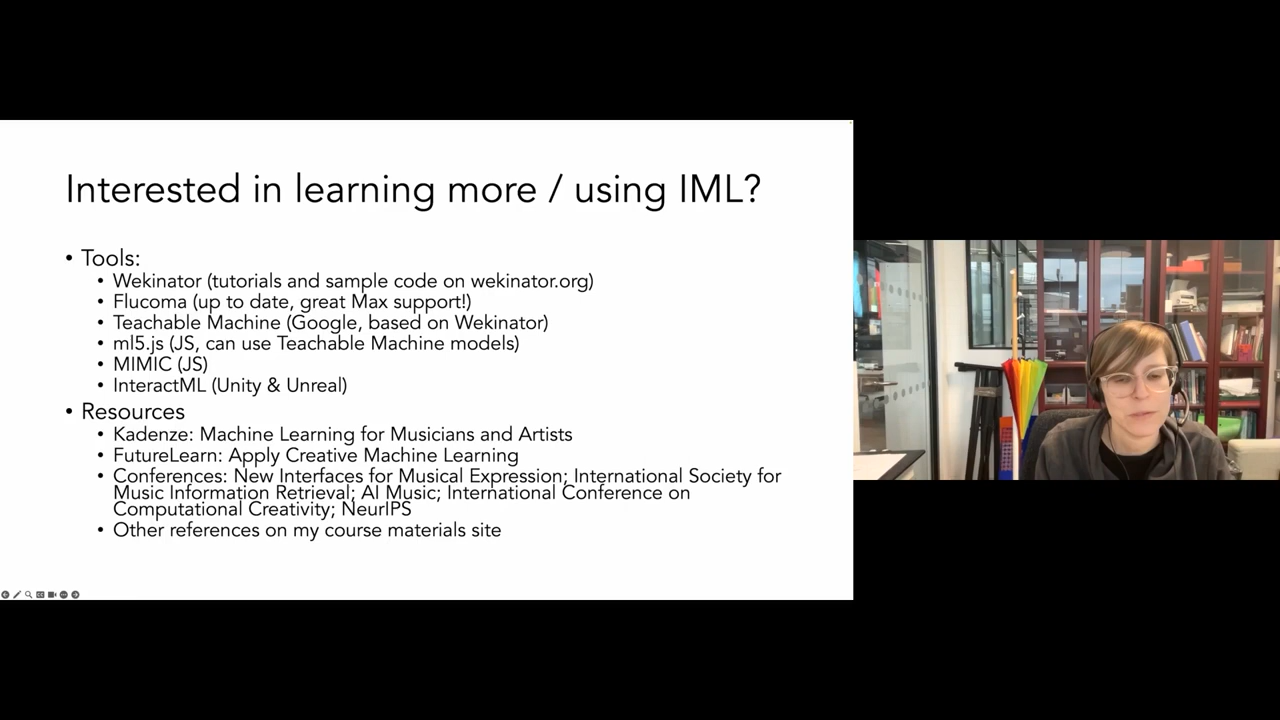 Interested in learning more / using IML?
• Tools:
• Wekinator (tutorials and sample code on wekinator.org)
• Flucoma (up to date, great Max support!)
• Teachable Machine (Google, based on Wekinator)
• ml5.js (JS, can use Teachable Machine models)
• MIMIC (JS)
• InteractML (Unity & Unreal)
• Resources
• Kadenze: Machine Learning for Musicians and Artists
• FutureLearn: Apply Creative Machine Learning
• Conferences: New Interfaces for Musical Expression; International Society for
Music Information Retrieval; AI Music; International Conference on
Computational Creativity; NeurIPS
• Other references on my course materials site